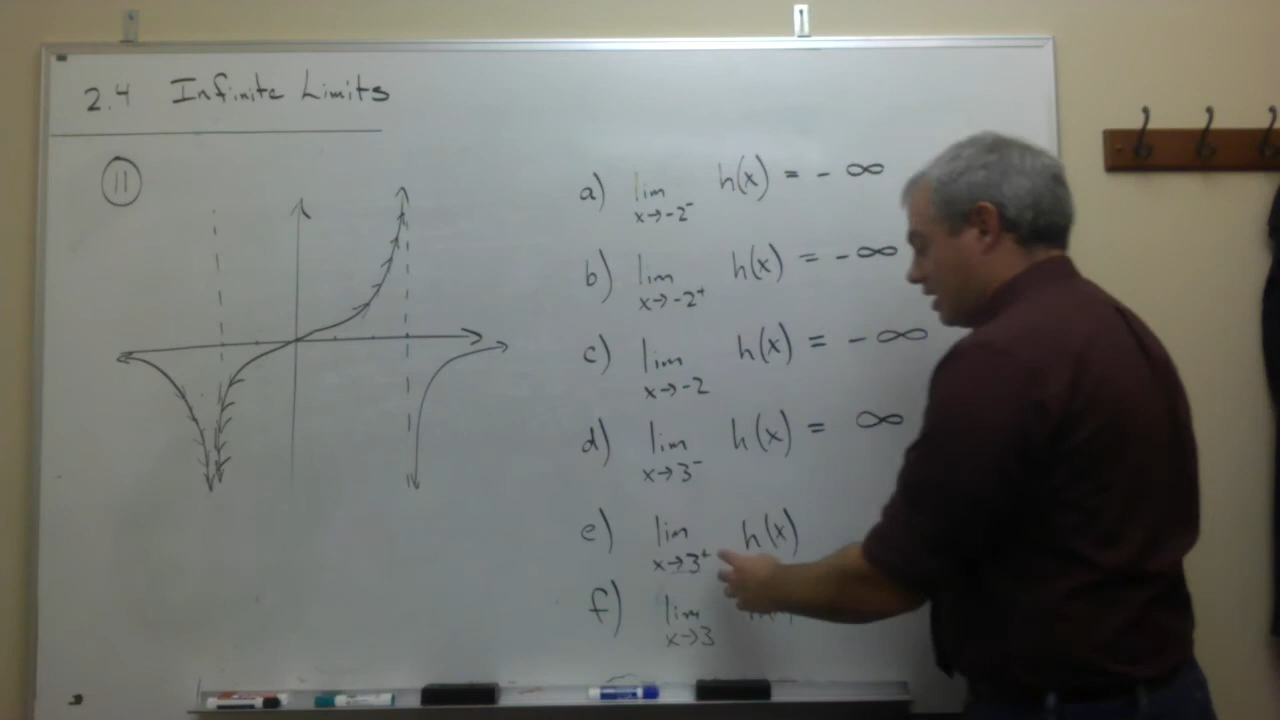 2.4 Infinite Limits
11
a) lim x→-2⁻ h(x) = -∞
b) lim x→-2⁺ h(x) = -∞
c) lim x→-2 h(x) = -∞
d) lim x→3⁻ h(x) = ∞
e) lim x→3⁺ h(x)
f) lim x→3